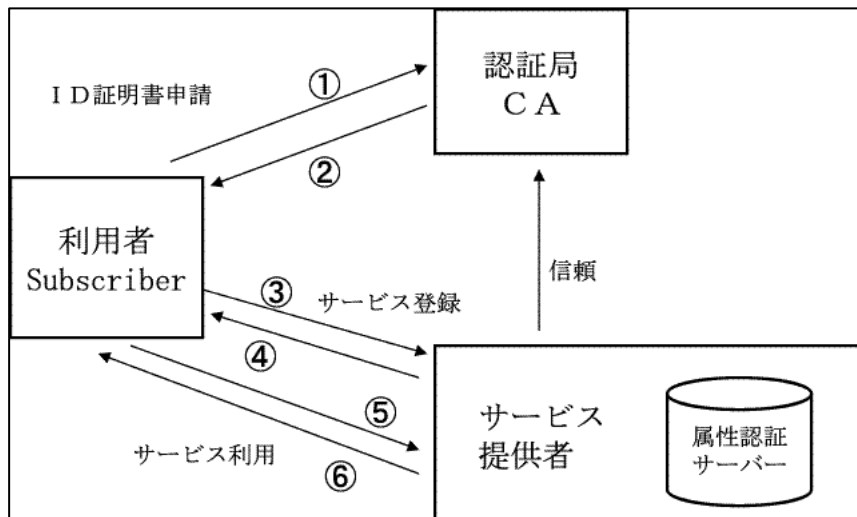 認証局
ＣＡ
ＩＤ証明書申請
①
②
利用者
Subscriber
③
サービス登録
信頼
④
⑤
サービス利用
⑥
サービス
提供者
属性認証
サーバー